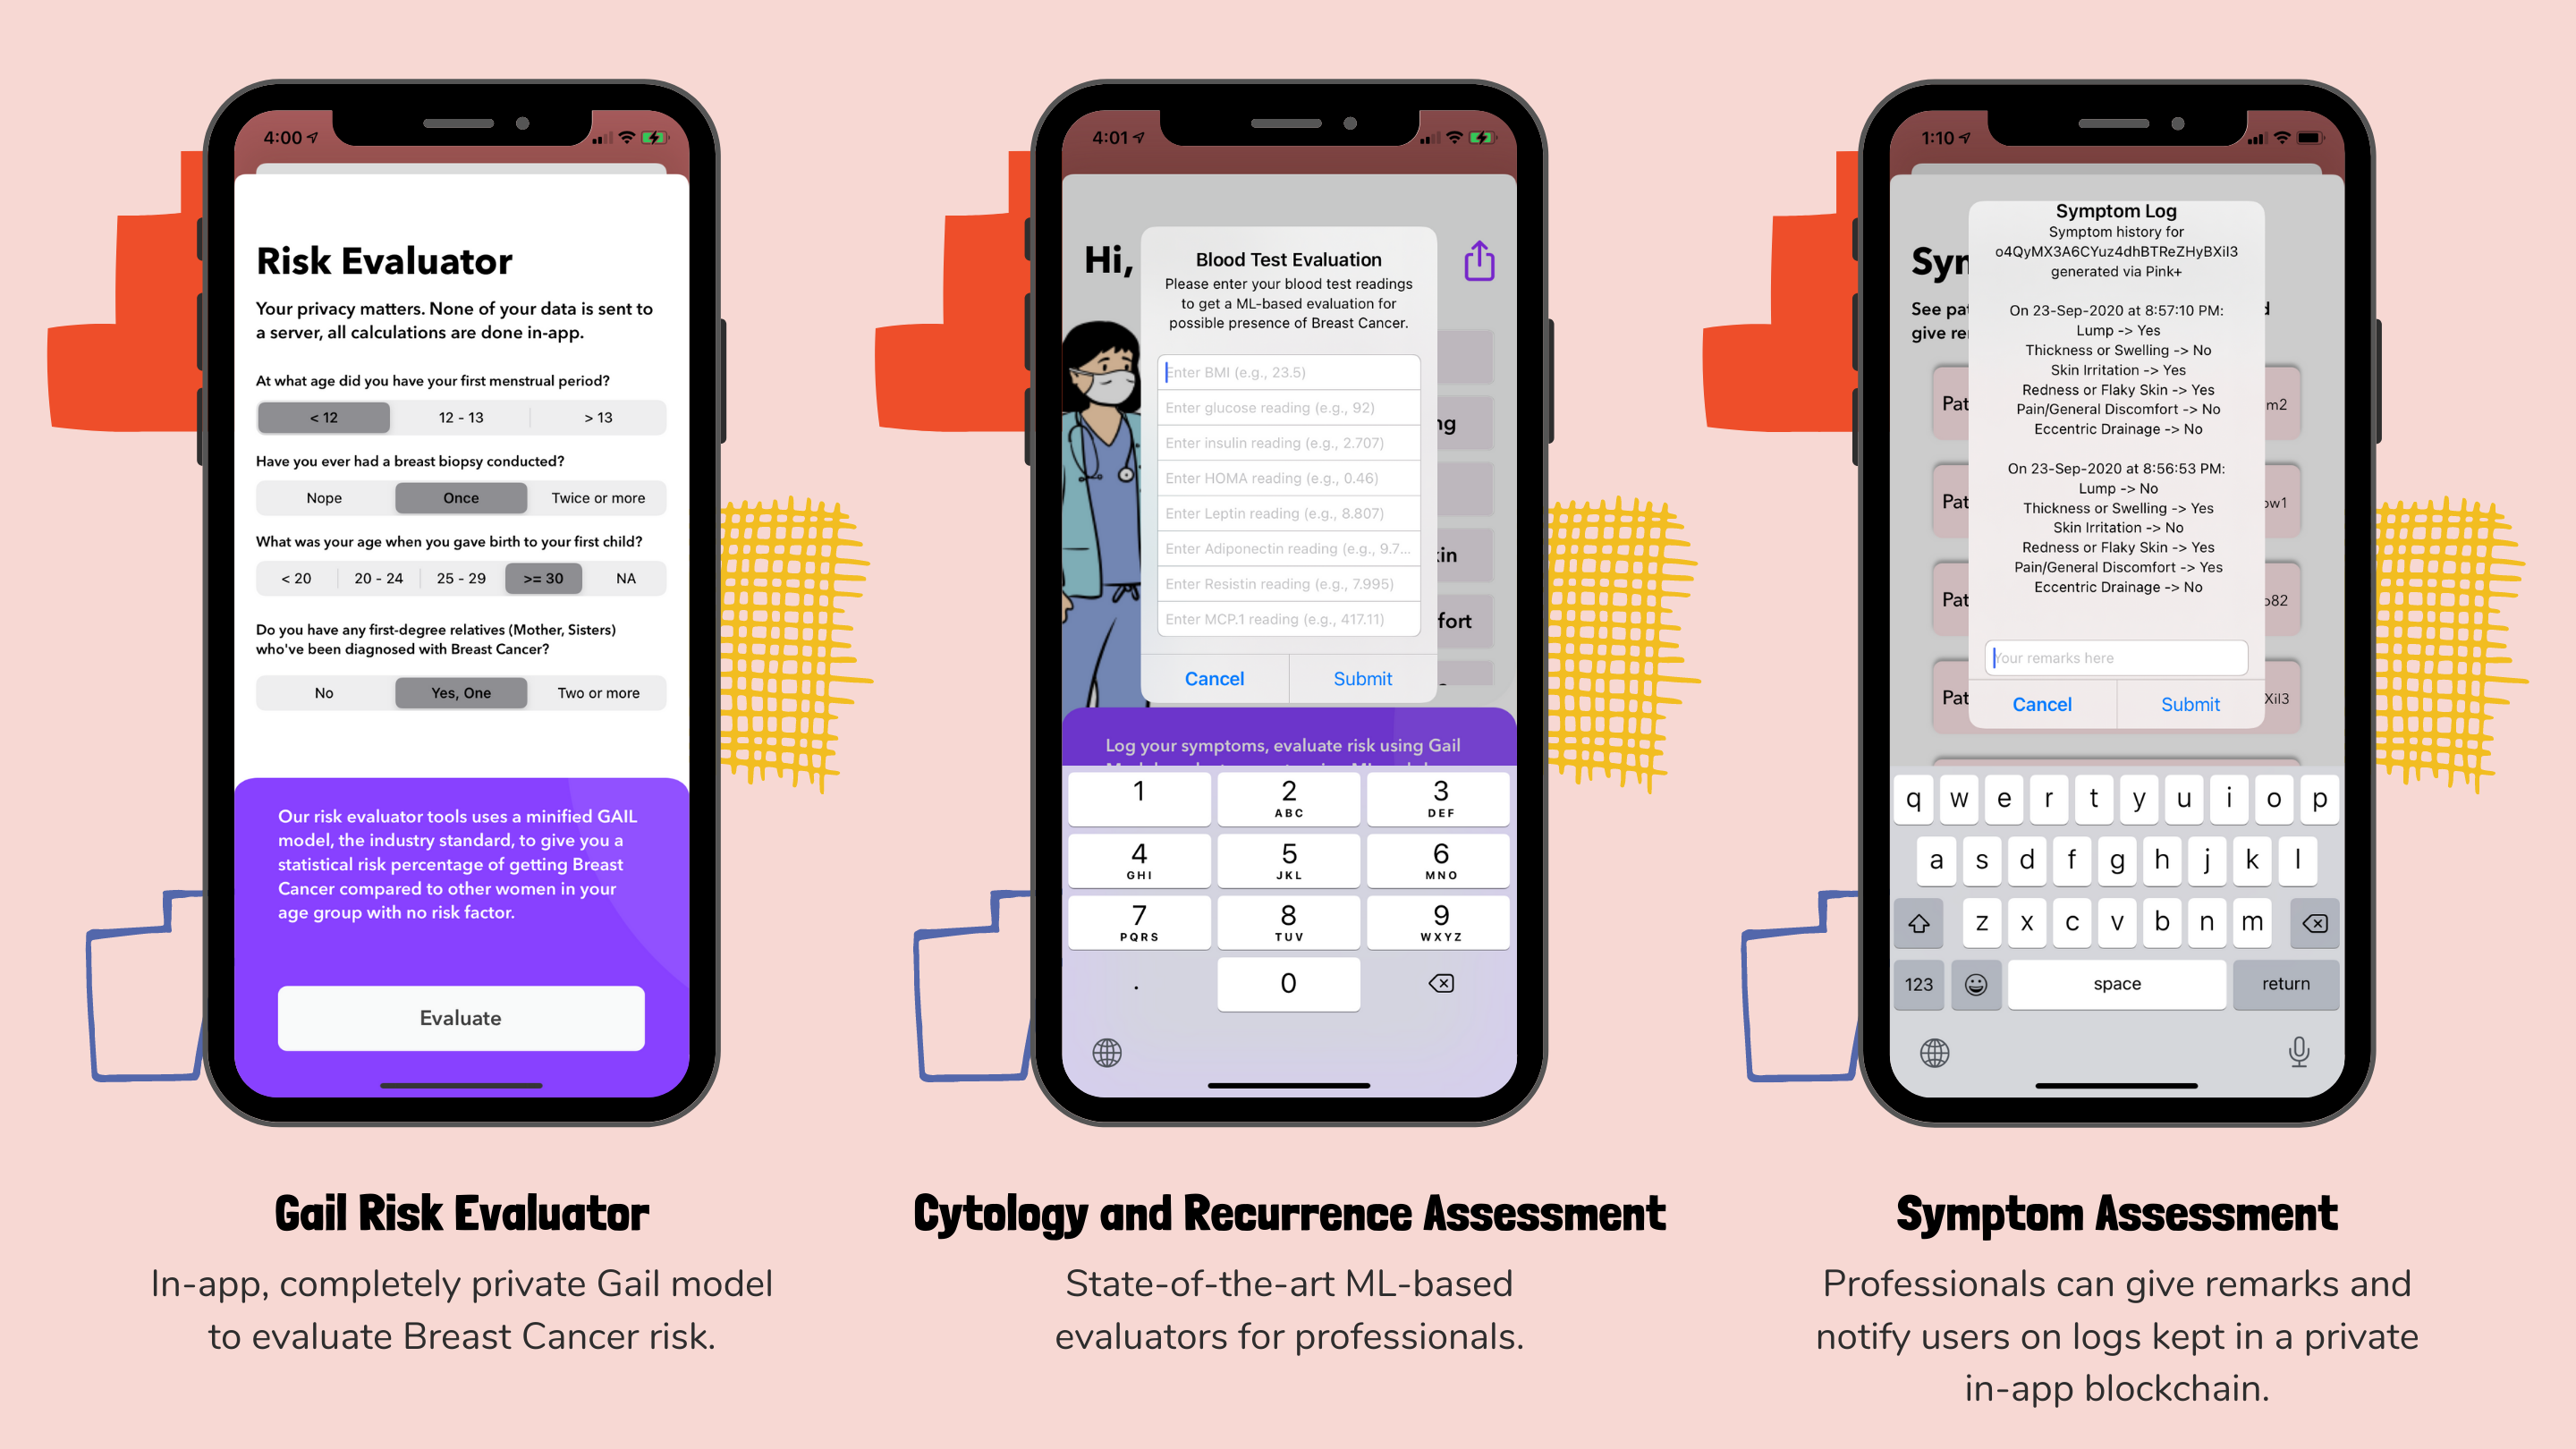 4:00
Risk Evaluator
Your privacy matters. None of your data is sent to
a server, all calculations are done in-app.
At what age did you have your first menstrual period?
< 12 12 - 13 > 13
Have you ever had a breast biopsy conducted?
Nope Once Twice or more
What was your age when you gave birth to your first child?
< 20 20 - 24 25 - 29 >= 30 NA
Do you have any first-degree relatives (Mother, Sisters)
who've been diagnosed with Breast Cancer?
No Yes, One Two or more
Our risk evaluator tools uses a minified GAIL
model, the industry standard, to give you a
statistical risk percentage of getting Breast
Cancer compared to other women in your
age group with no risk factor.
Evaluate
Gail Risk Evaluator
In-app, completely private Gail model
to evaluate Breast Cancer risk.
4:01
Hi,
Blood Test Evaluation
Please enter your blood test readings
to get a ML-based evaluation for
possible presence of Breast Cancer.
Enter BMI (e.g., 23.5)
Enter glucose reading (e.g., 92)
Enter insulin reading (e.g., 2.707)
Enter HOMA reading (e.g., 0.46)
Enter Leptin reading (e.g., 8.807)
Enter Adiponectin reading (e.g., 9.7...
Enter Resistin reading (e.g., 7.995)
Enter MCP.1 reading (e.g., 417.11)
Cancel Submit
ng
kin
fort
Log your symptoms, evaluate risk using Gail
1 2 3
ABC DEF
4 5 6
GHI JKL MNO
7 8 9
PQRS TUV WXYZ
. 0
Cytology and Recurrence Assessment
State-of-the-art ML-based
evaluators for professionals.
1:10
Sym
See pat
give re
d
Symptom Log
Symptom history for
o4QyMX3A6CYuz4dhBTReZHyBXil3
generated via Pink+
On 23-Sep-2020 at 8:57:10 PM:
Lump -> Yes
Thickness or Swelling -> No
Skin Irritation -> Yes
Redness or Flaky Skin -> Yes
Pain/General Discomfort -> No
Eccentric Drainage -> No
On 23-Sep-2020 at 8:56:53 PM:
Lump -> No
Thickness or Swelling -> Yes
Skin Irritation -> No
Redness or Flaky Skin -> Yes
Pain/General Discomfort -> Yes
Eccentric Drainage -> No
Your remarks here
Cancel Submit
Pat m2
Pat ow1
Pat o82
Pat Xil3
q w e r t y u i o p
a s d f g h j k l
z x c v b n m
123 space return
Symptom Assessment
Professionals can give remarks and
notify users on logs kept in a private
in-app blockchain.